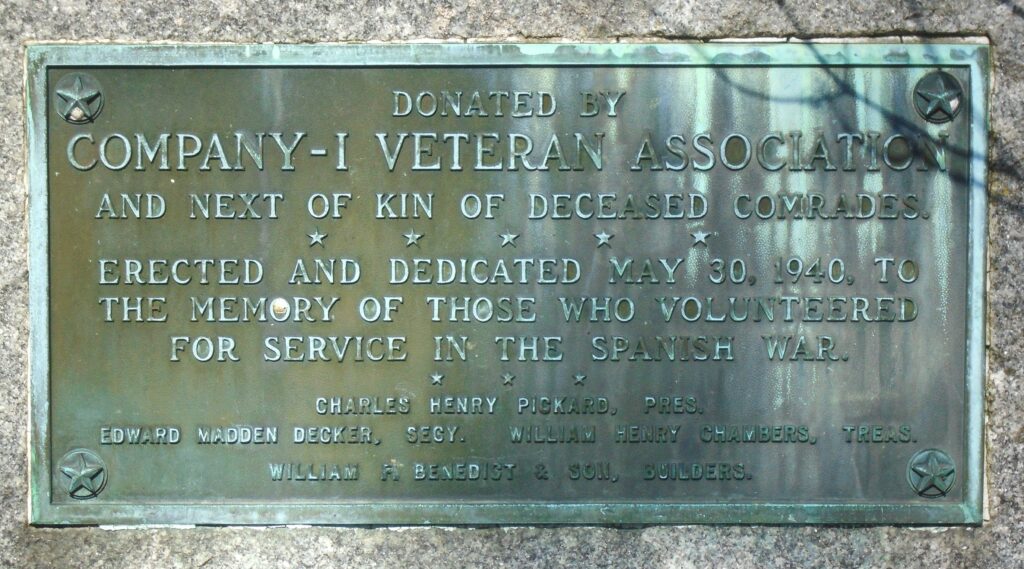 DONATED BY
COMPANY-I VETERAN ASSOCIATION
AND NEXT OF KIN OF DECEASED COMRADES.
ERECTED AND DEDICATED MAY 30, 1940, TO
THE MEMORY OF THOSE WHO VOLUNTEERED
FOR SERVICE IN THE SPANISH WAR.
CHARLES HENRY PICKARD, PRES.
EDWARD MADDEN DECKER, SECY. WILLIAM HENRY CHAMBERS, TREAS.
WILLIAM F. BENEDICT & SON, BUILDERS.